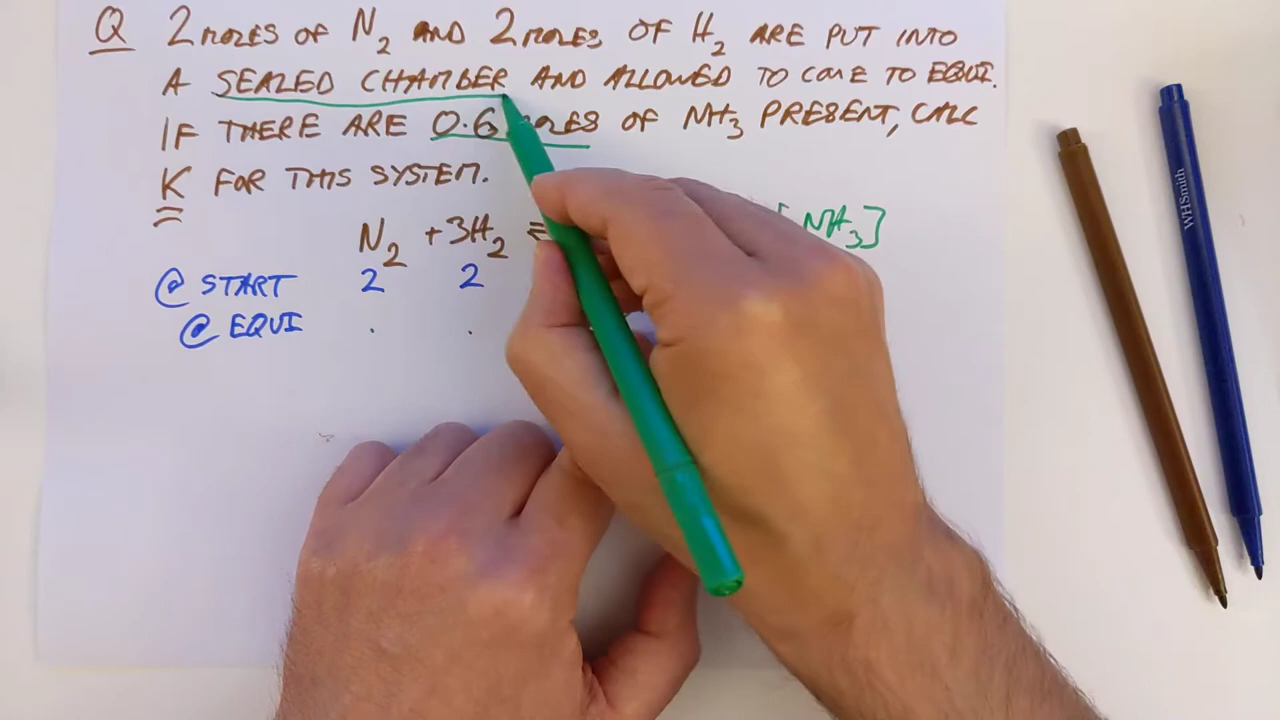 Q 2 MOLES OF N2 AND 2 MOLES OF H2 ARE PUT INTO
A SEALED CHAMBER AND ALLOWED TO COME TO EQUI.
IF THERE ARE 0.6 MOLES OF NH3 PRESENT, CALC
K FOR THIS SYSTEM.
N2 + 3H2 ⇌ [NH3]
@ START 2 2
@ EQUI . .
WHSmith